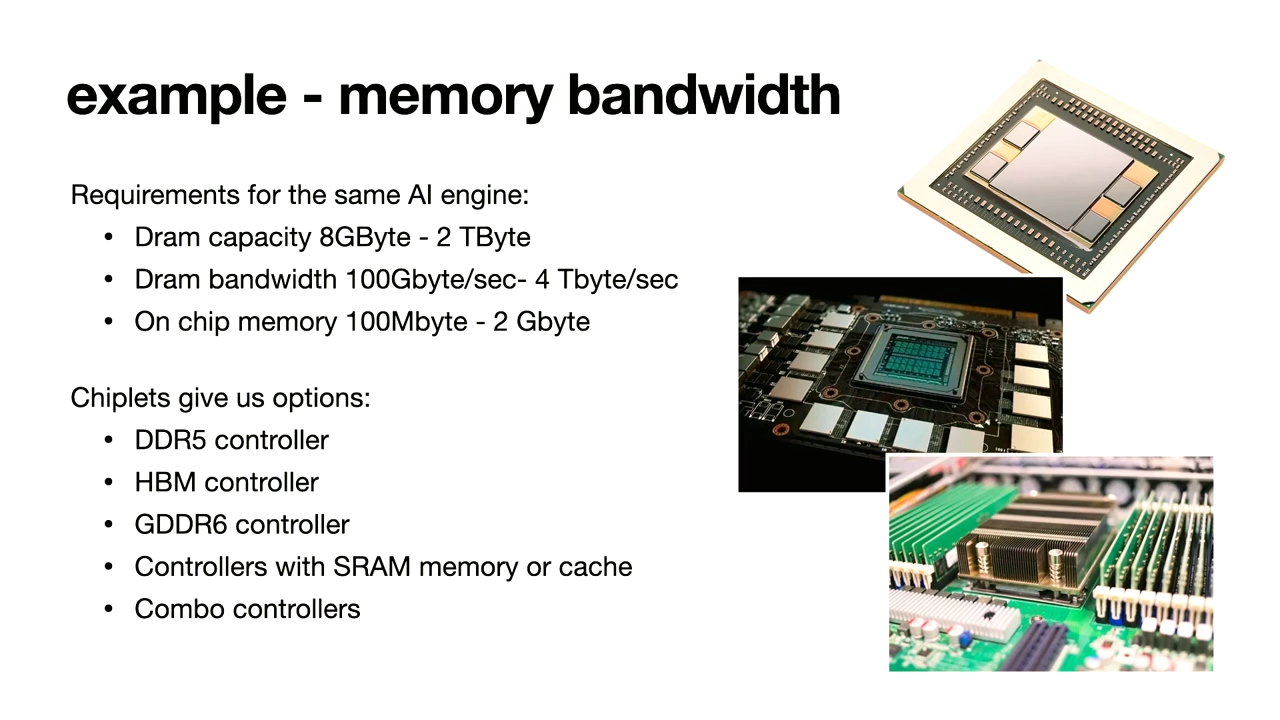 example - memory bandwidth
Requirements for the same AI engine:
• Dram capacity 8GByte - 2 TByte
• Dram bandwidth 100Gbyte/sec- 4 Tbyte/sec
• On chip memory 100Mbyte - 2 Gbyte
Chiplets give us options:
• DDR5 controller
• HBM controller
• GDDR6 controller
• Controllers with SRAM memory or cache
• Combo controllers